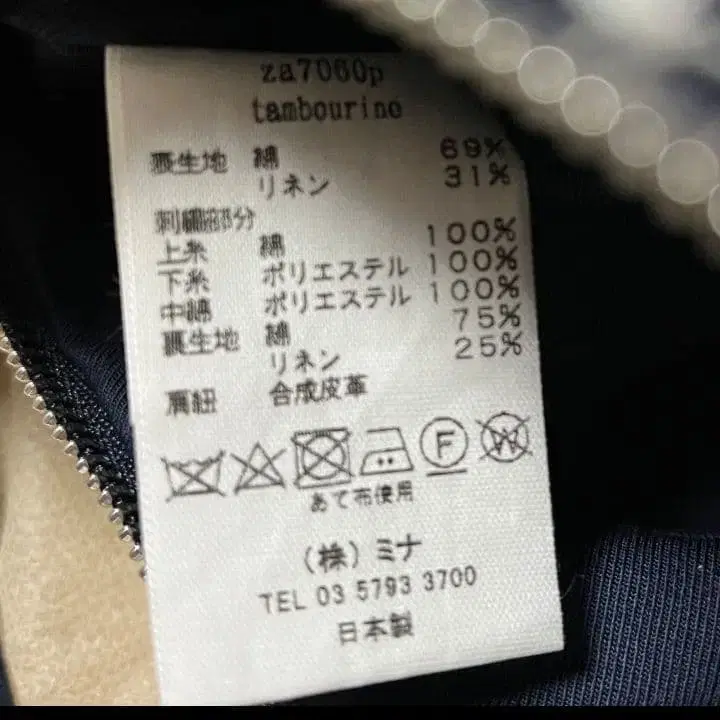 za7060p
tambourine
表生地 綿 69%
リネン 31%
刺繍部分
上糸 綿 100%
下糸 ポリエステル 100%
中綿 ポリエステル 100%
裏生地 綿 75%
リネン 25%
肩紐 合成皮革
F W
あて布使用
(株)ミナ
TEL 03 5793 3700
日本製